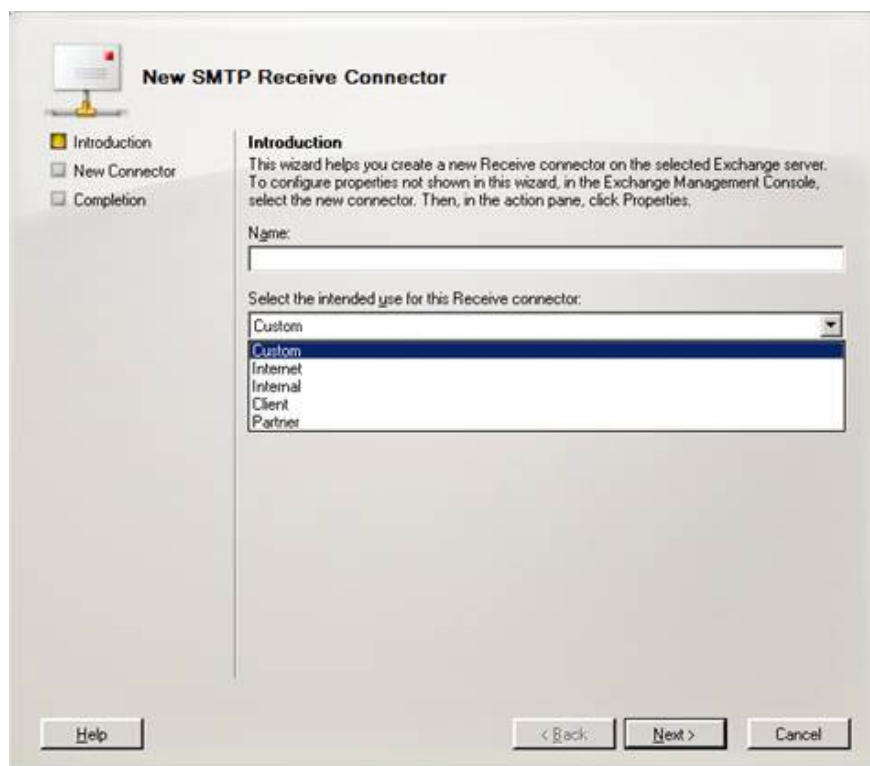 New SMTP Receive Connector
Introduction
New Connector
Completion
Introduction
This wizard helps you create a new Receive connector on the selected Exchange server.
To configure properties not shown in this wizard, in the Exchange Management Console,
select the new connector. Then, in the action pane, click Properties.
Name:
Select the intended use for this Receive connector:
Custom
Custom
Internet
Internal
Client
Partner
Help
< Back
Next >
Cancel